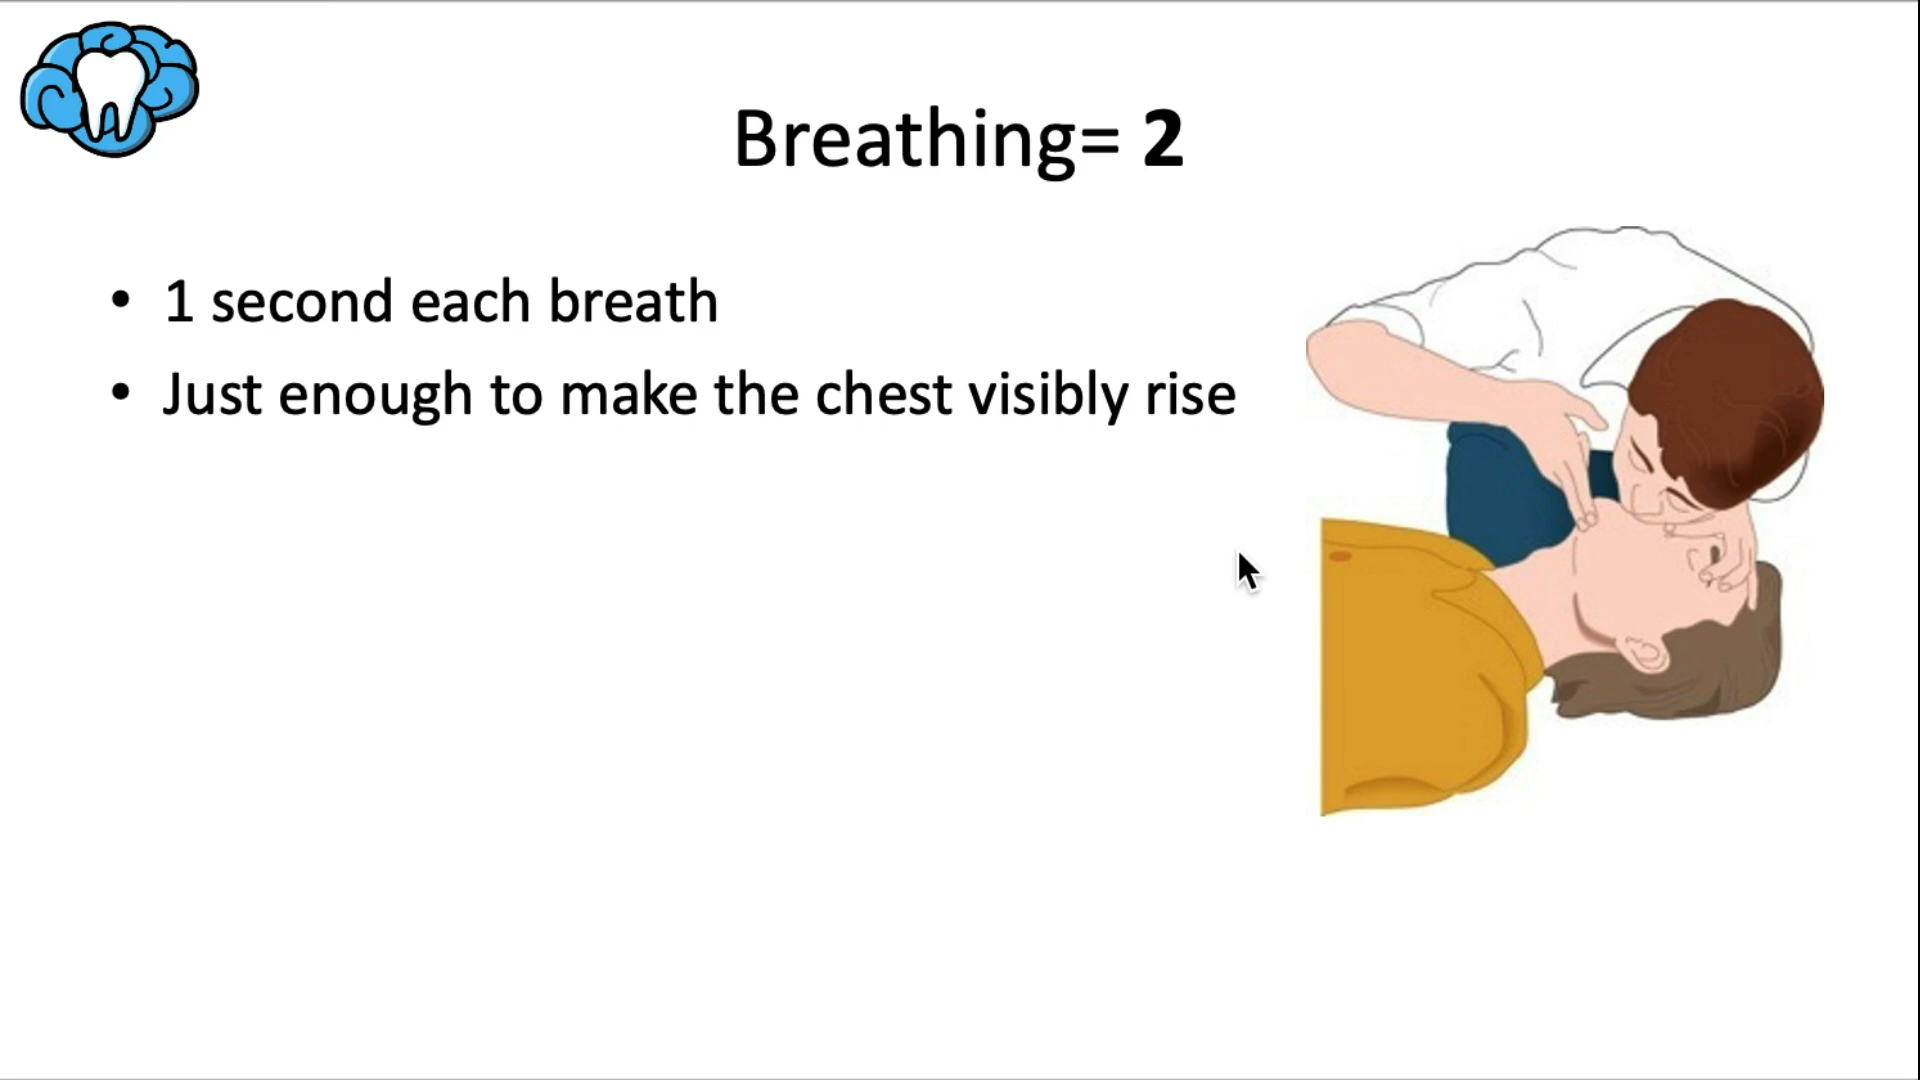 Breathing= 2
• 1 second each breath
• Just enough to make the chest visibly rise